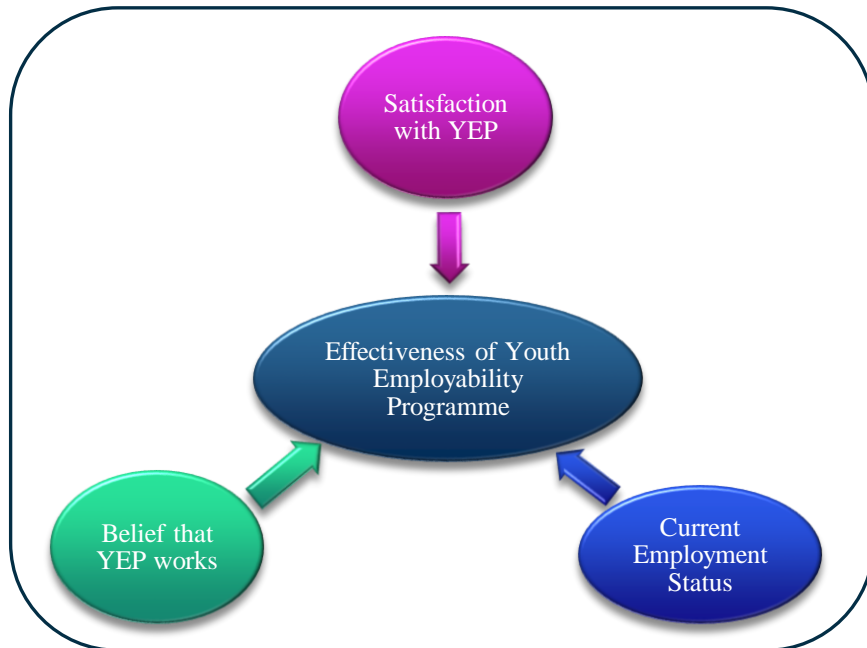 Satisfaction
with YEP
Effectiveness of Youth
Employability
Programme
Belief that
YEP works
Current
Employment
Status